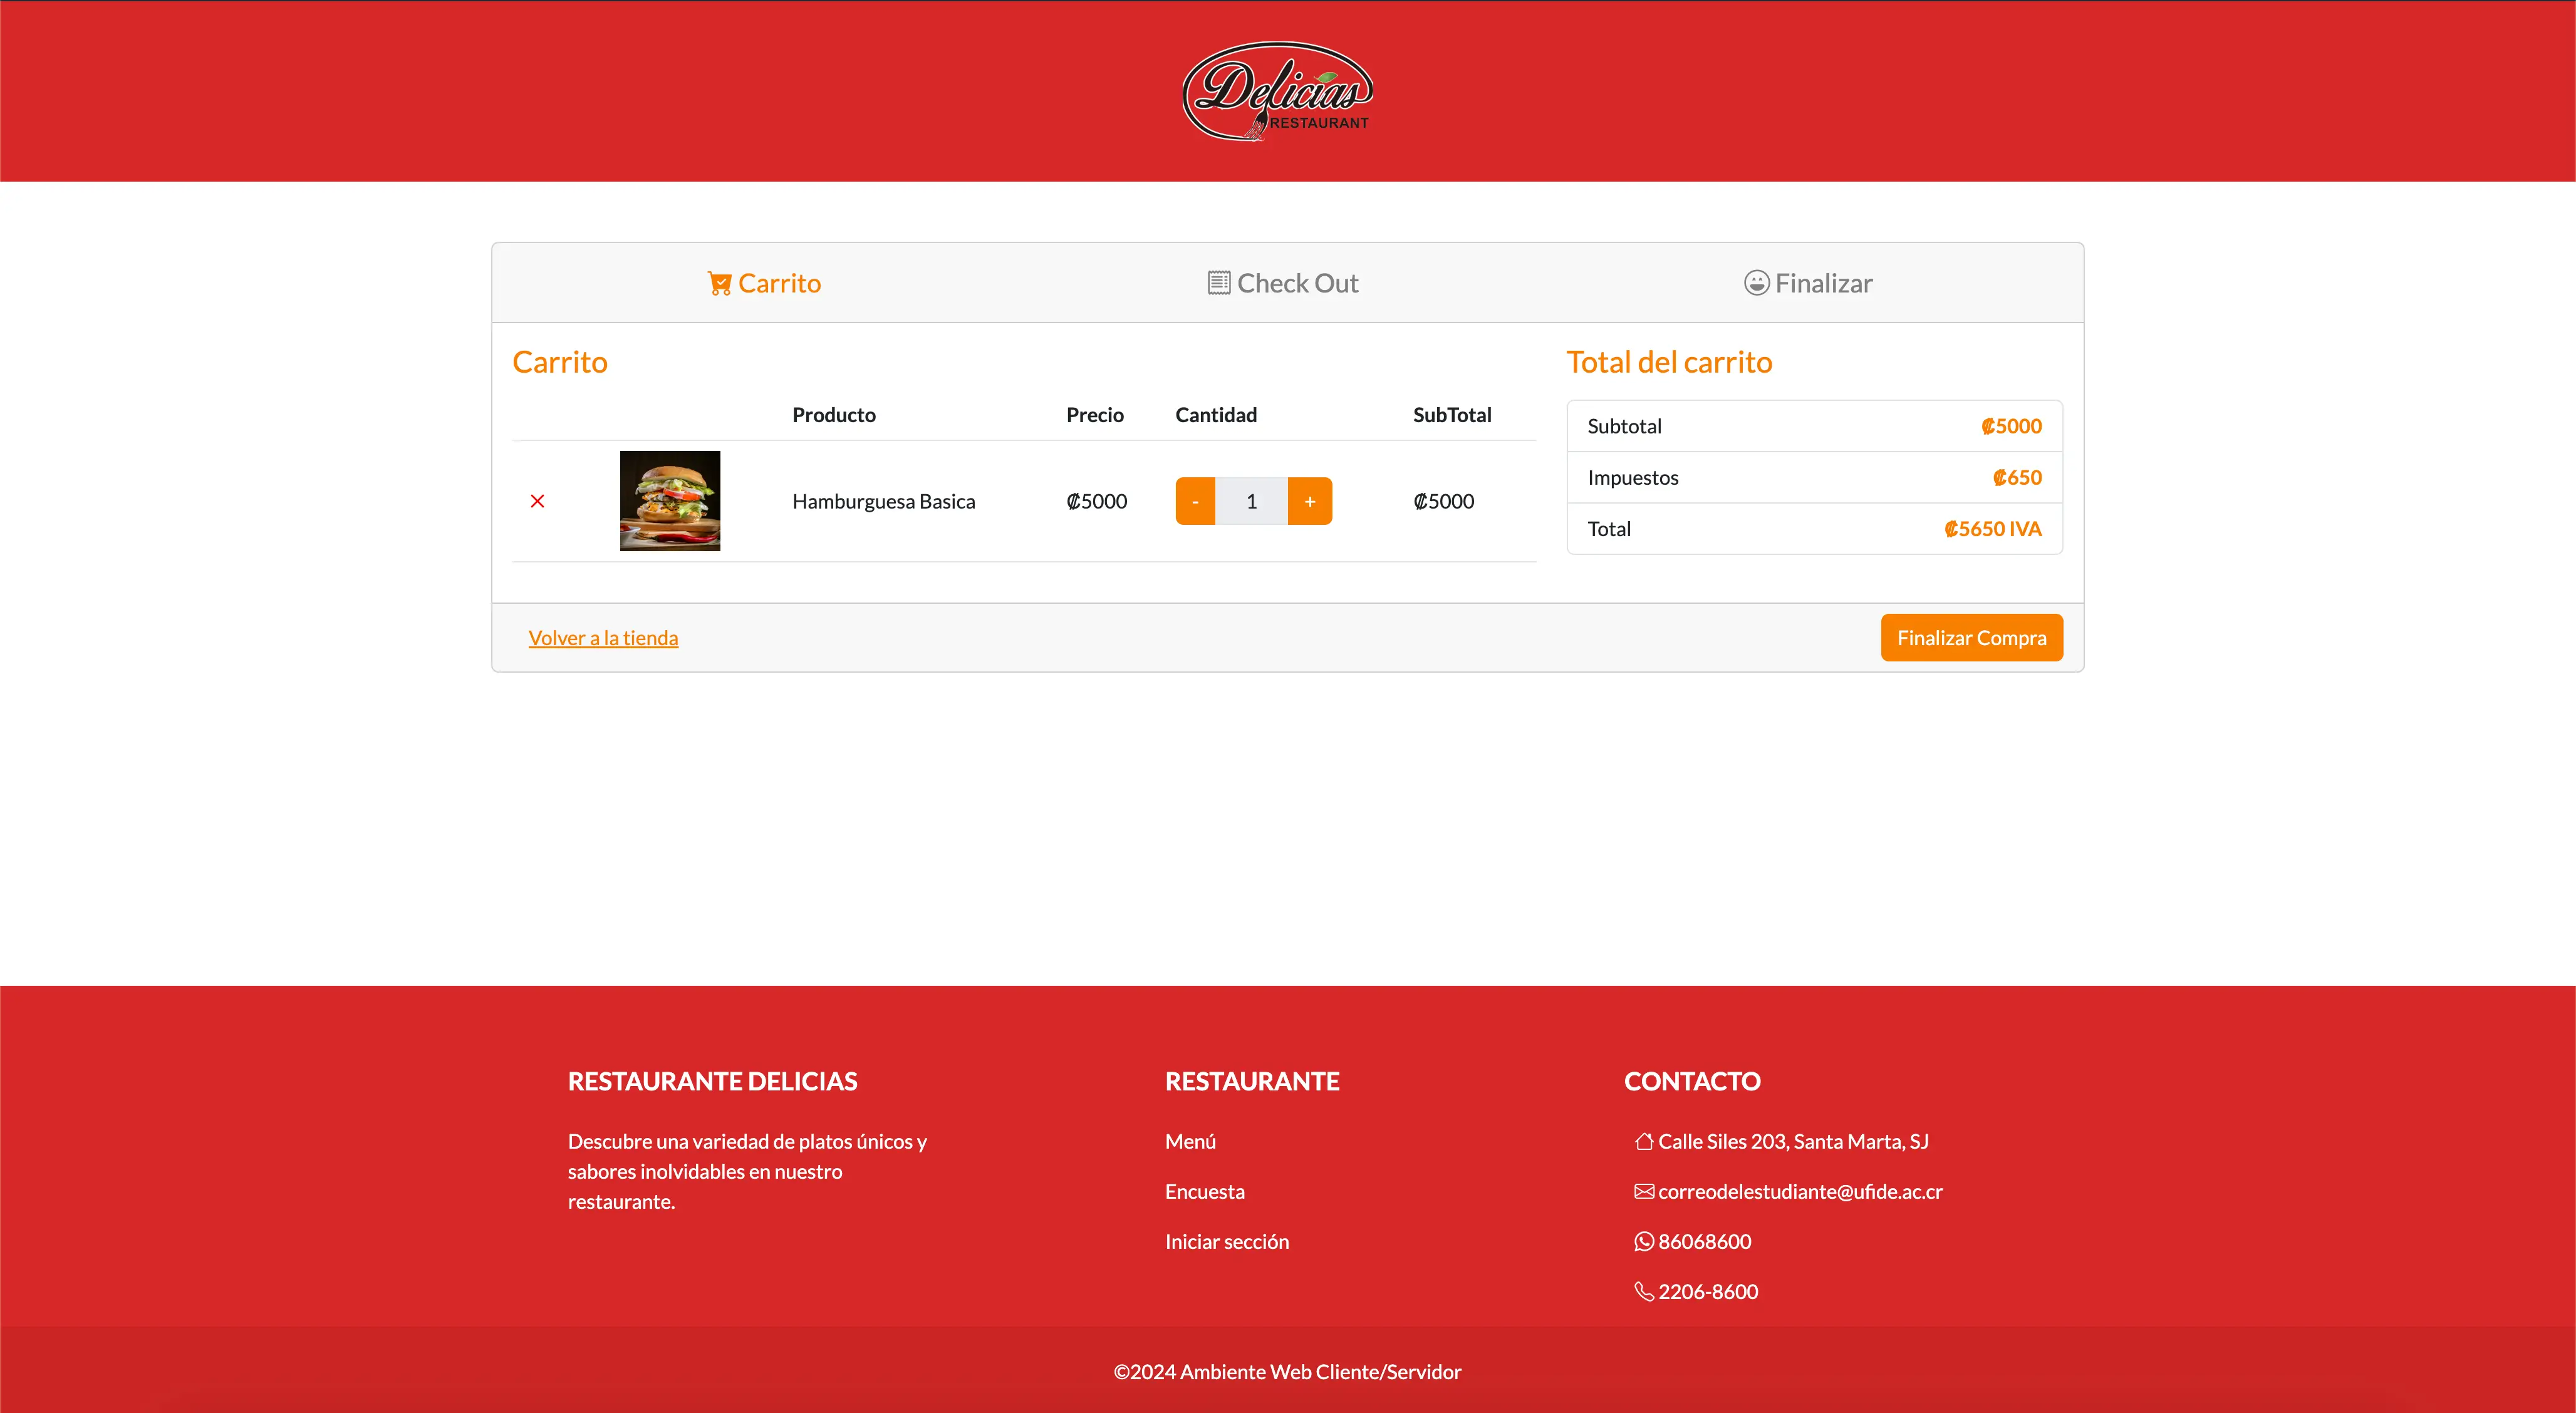 Delicias
RESTAURANT
Carrito
Check Out
Finalizar
Carrito
Producto Precio Cantidad SubTotal
Hamburguesa Basica ₡5000 - 1 + ₡5000
Total del carrito
Subtotal ₡5000
Impuestos ₡650
Total ₡5650 IVA
Volver a la tienda
Finalizar Compra
RESTAURANTE DELICIAS
Descubre una variedad de platos únicos y
sabores inolvidables en nuestro
restaurante.
RESTAURANTE
Menú
Encuesta
Iniciar sección
CONTACTO
Calle Siles 203, Santa Marta, SJ
correodelestudiante@ufide.ac.cr
86068600
2206-8600
©2024 Ambiente Web Cliente/Servidor